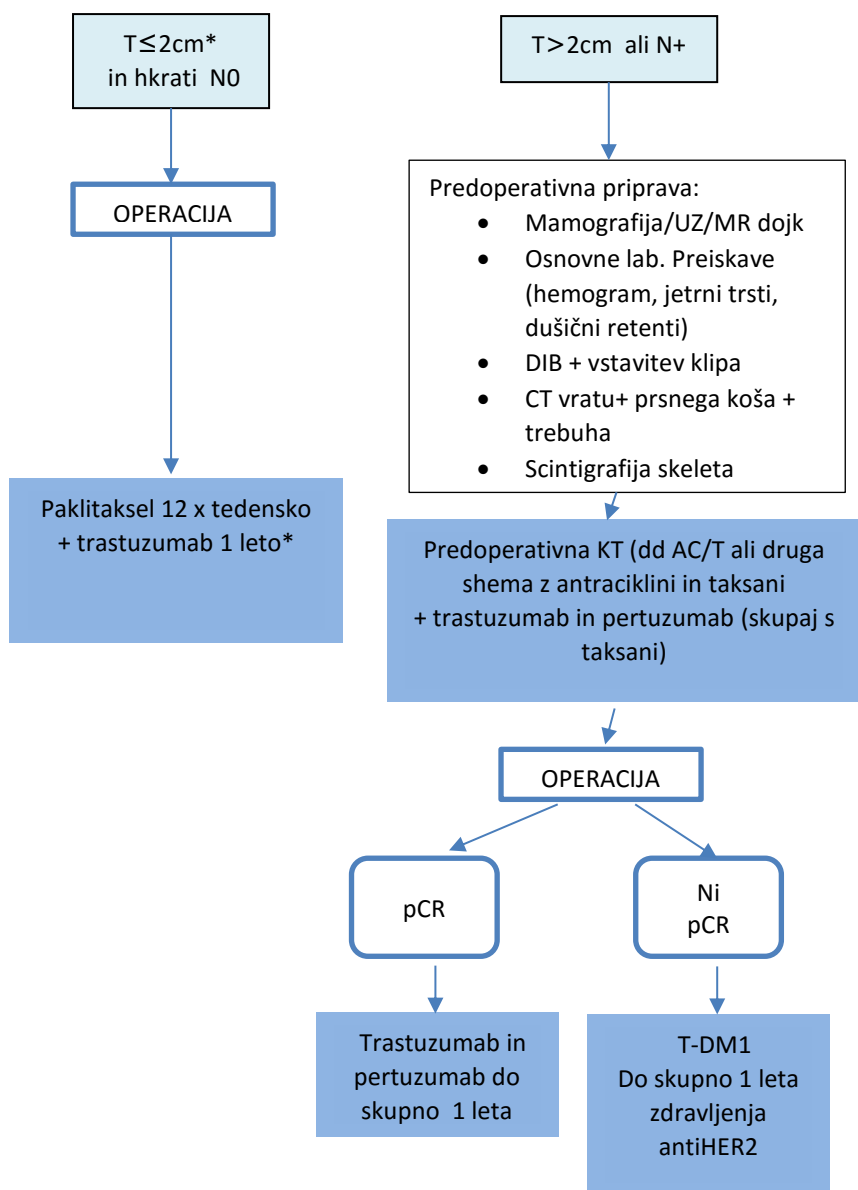 T≤2cm*
in hkrati N0
OPERACIJA
Paklitaksel 12 x tedensko
+ trastuzumab 1 leto*
T>2cm ali N+
Predoperativna priprava:
• Mamografija/UZ/MR dojk
• Osnovne lab. Preiskave
(hemogram, jetrni trsti,
dušični retenti)
• DIB + vstavitev klipa
• CT vratu+ prsnega koša +
trebuha
• Scintigrafija skeleta
Predoperativna KT (dd AC/T ali druga
shema z antraciklini in taksani
+ trastuzumab in pertuzumab (skupaj s
taksani)
OPERACIJA
pCR
Trastuzumab in
pertuzumab do
skupno 1 leta
Ni
pCR
T-DM1
Do skupno 1 leta
zdravljenja
antiHER2